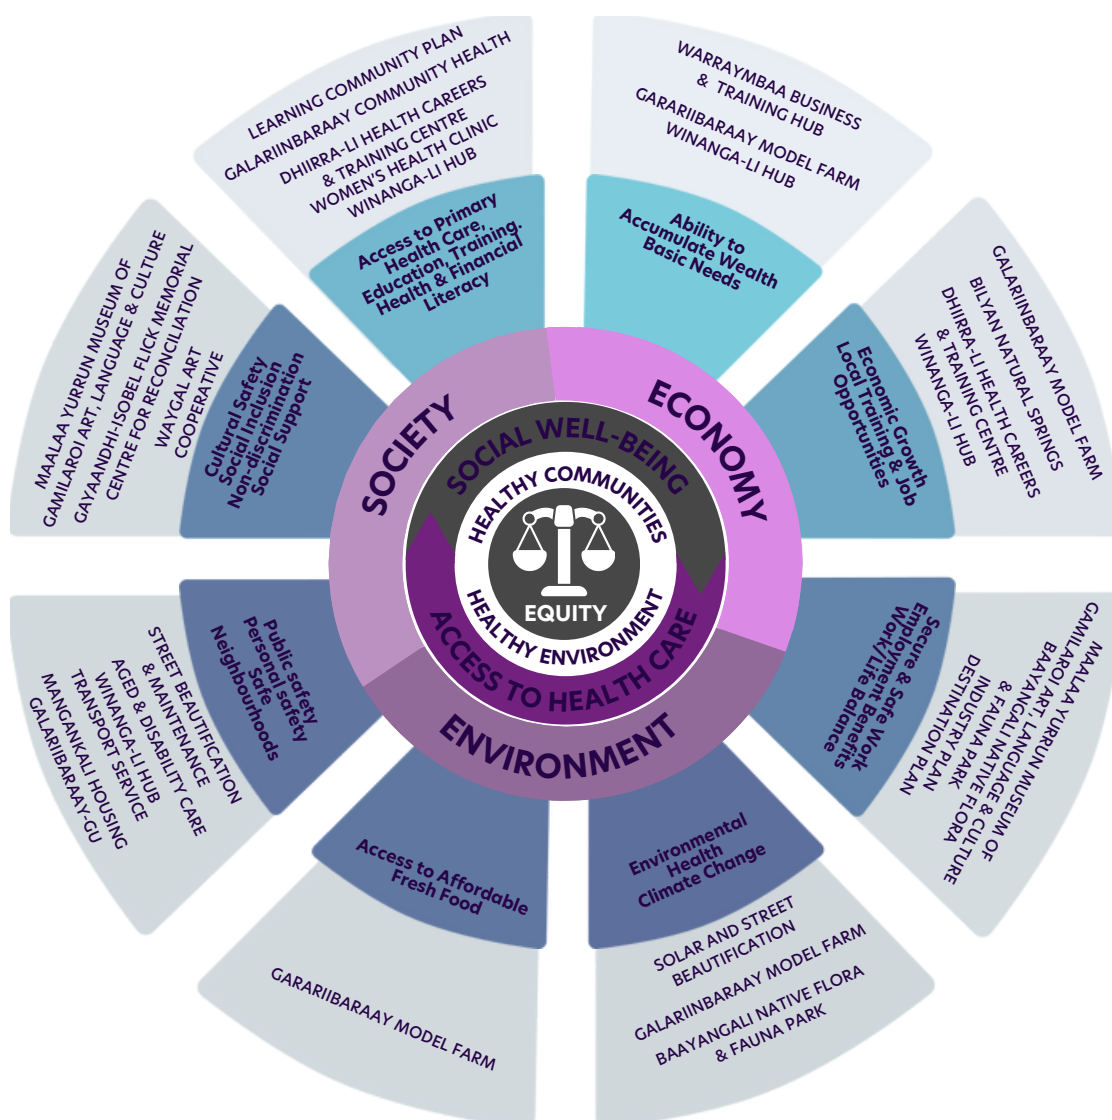 EQUITY
HEALTHY COMMUNITIES
HEALTHY ENVIRONMENT
SOCIAL WELL-BEING
ACCESS TO HEALTH CARE
SOCIETY
ECONOMY
ENVIRONMENT
Ability to
Accumulate Wealth
Basic Needs
WARRAYMBAA BUSINESS
& TRAINING HUB
GARARIIBARAAY MODEL FARM
WINANGA-LI HUB
Economic Growth
Local Training & Job
Opportunities
GALARIINBARAAY MODEL FARM
BILYAN NATURAL SPRINGS
DHIIRRA-LI HEALTH CAREERS
& TRAINING CENTRE
WINANGA-LI HUB
Secure & Safe Work
Employment Benefits
Work/Life Balance
MAALAA YURRUN MUSEUM OF
GAMILAROI ART, LANGUAGE & CULTURE
BAAYANGALI NATIVE FLORA
& FAUNA PARK
INDUSTRY PLAN
DESTINATION PLAN
Environmental
Health
Climate Change
SOLAR AND STREET
BEAUTIFICATION
GALARIINBARAAY MODEL FARM
BAAYANGALI NATIVE FLORA
& FAUNA PARK
Access to Affordable
Fresh Food
GARARIIBARAAY MODEL FARM
Public safety
Personal safety
Safe
Neighbourhoods
STREET BEAUTIFICATION
& MAINTENANCE
AGED & DISABILITY CARE
WINANGA-LI HUB
TRANSPORT SERVICE
MANGANKALI HOUSING
GALARIIBARAAY-GU
Cultural Safety
Social Inclusion
Non-discrimination
Social Support
MAALAA YURRUN MUSEUM OF
GAMILAROI ART, LANGUAGE & CULTURE
GAYAANDHI-ISOBEL FLICK MEMORIAL
CENTRE FOR RECONCILIATION
WAYGAL ART
COOPERATIVE
LEARNING COMMUNITY PLAN
GALARIINBARAAY COMMUNITY HEALTH
DHIIRRA-LI HEALTH CAREERS
& TRAINING CENTRE
WOMEN'S HEALTH CLINIC
WINANGA-LI HUB
Access to Primary
Health Care,
Education, Training.
Health & Financial
Literacy